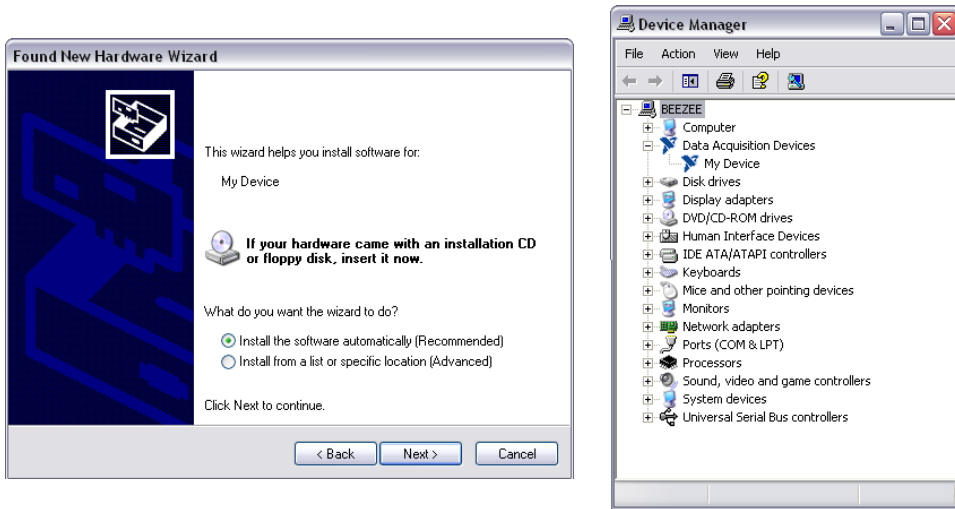 Found New Hardware Wizard
This wizard helps you install software for:
My Device
If your hardware came with an installation CD
or floppy disk, insert it now.
What do you want the wizard to do?
Install the software automatically (Recommended)
Install from a list or specific location (Advanced)
Click Next to continue.
< Back Next > Cancel
Device Manager
File Action View Help
BEEZEE
Computer
Data Acquisition Devices
My Device
Disk drives
Display adapters
DVD/CD-ROM drives
Human Interface Devices
IDE ATA/ATAPI controllers
Keyboards
Mice and other pointing devices
Monitors
Network adapters
Ports (COM & LPT)
Processors
Sound, video and game controllers
System devices
Universal Serial Bus controllers